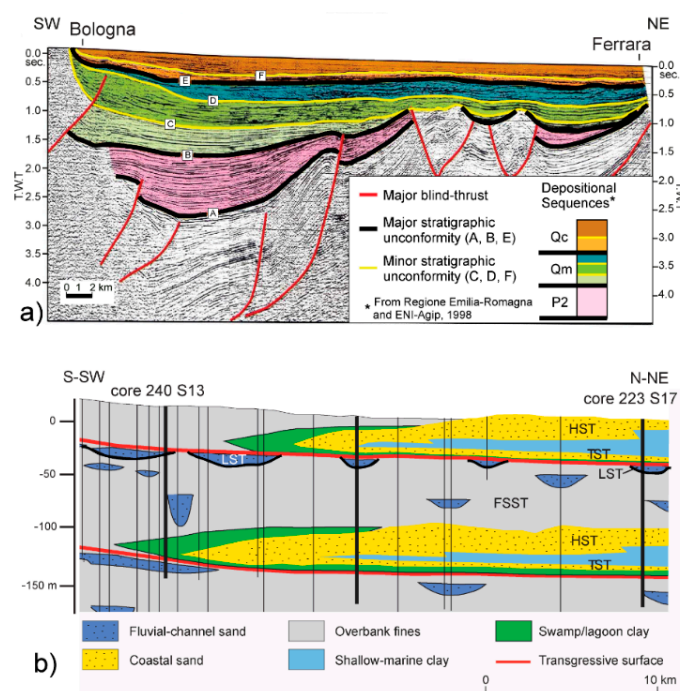 SW
NE
Bologna
Ferrara
0.0
sec.
0.5
1.0
1.5
2.0
2.5
3.0
3.5
4.0
T.W.T
0.0
sec.
0.5
1.0
1.5
2.0
2.5
3.0
3.5
4.0
F
E
D
C
B
A
0 1 2 km
a)
Major blind-thrust
Major stratigraphic
unconformity (A, B, E)
Minor stratigraphic
unconformity (C, D, F)
* From Regione Emilia-Romagna
and ENI-Agip, 1998
Depositional
Sequences*
Qc
Qm
P2
S-SW
N-NE
core 240 S13
core 223 S17
0
-50
-100
-150 m
HST
TST
LST
LST
FSST
HST
TST
Fluvial-channel sand
Overbank fines
Swamp/lagoon clay
Coastal sand
Shallow-marine clay
Transgressive surface
b)
0 10 km